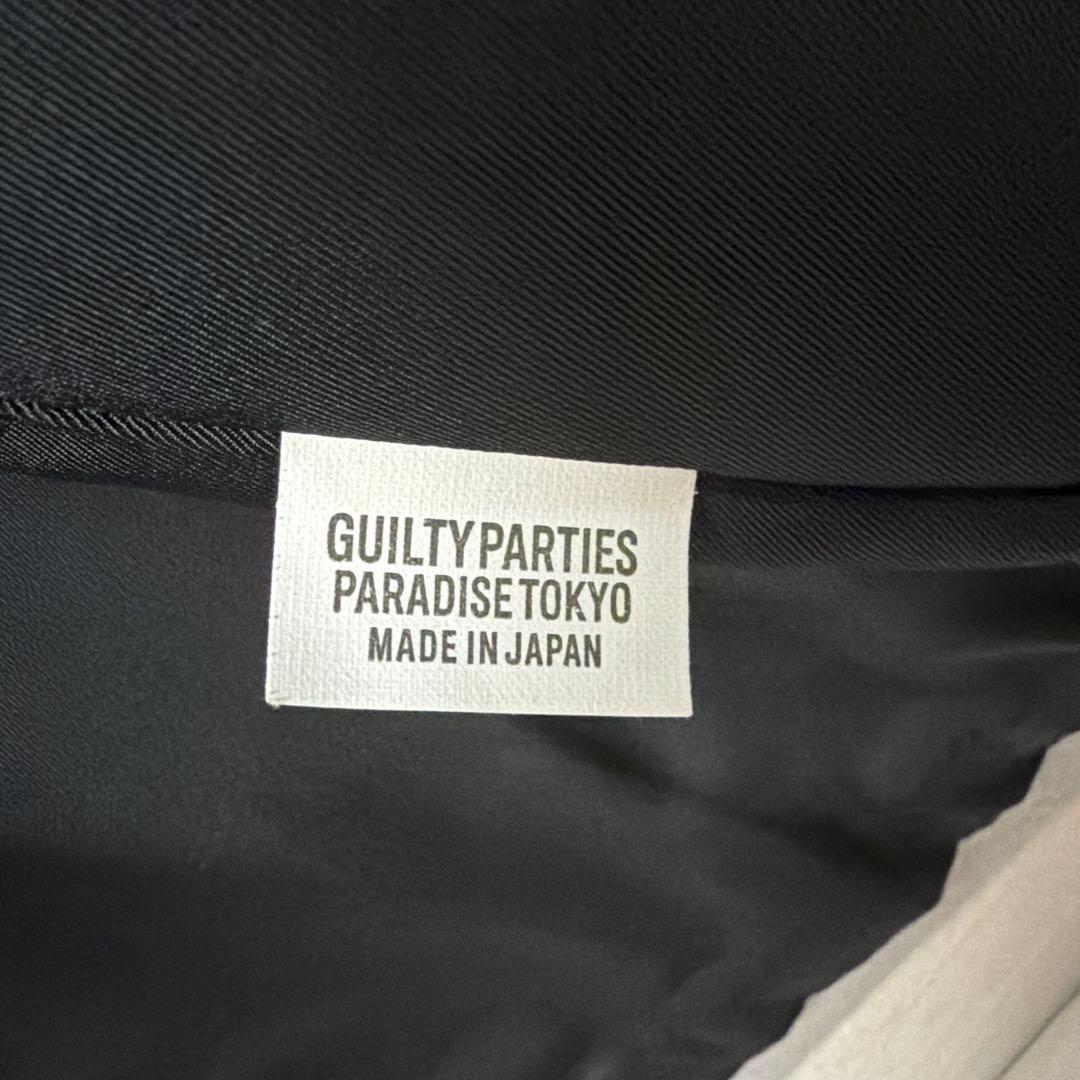 GUILTY PARTIES
PARADISE TOKYO
MADE IN JAPAN